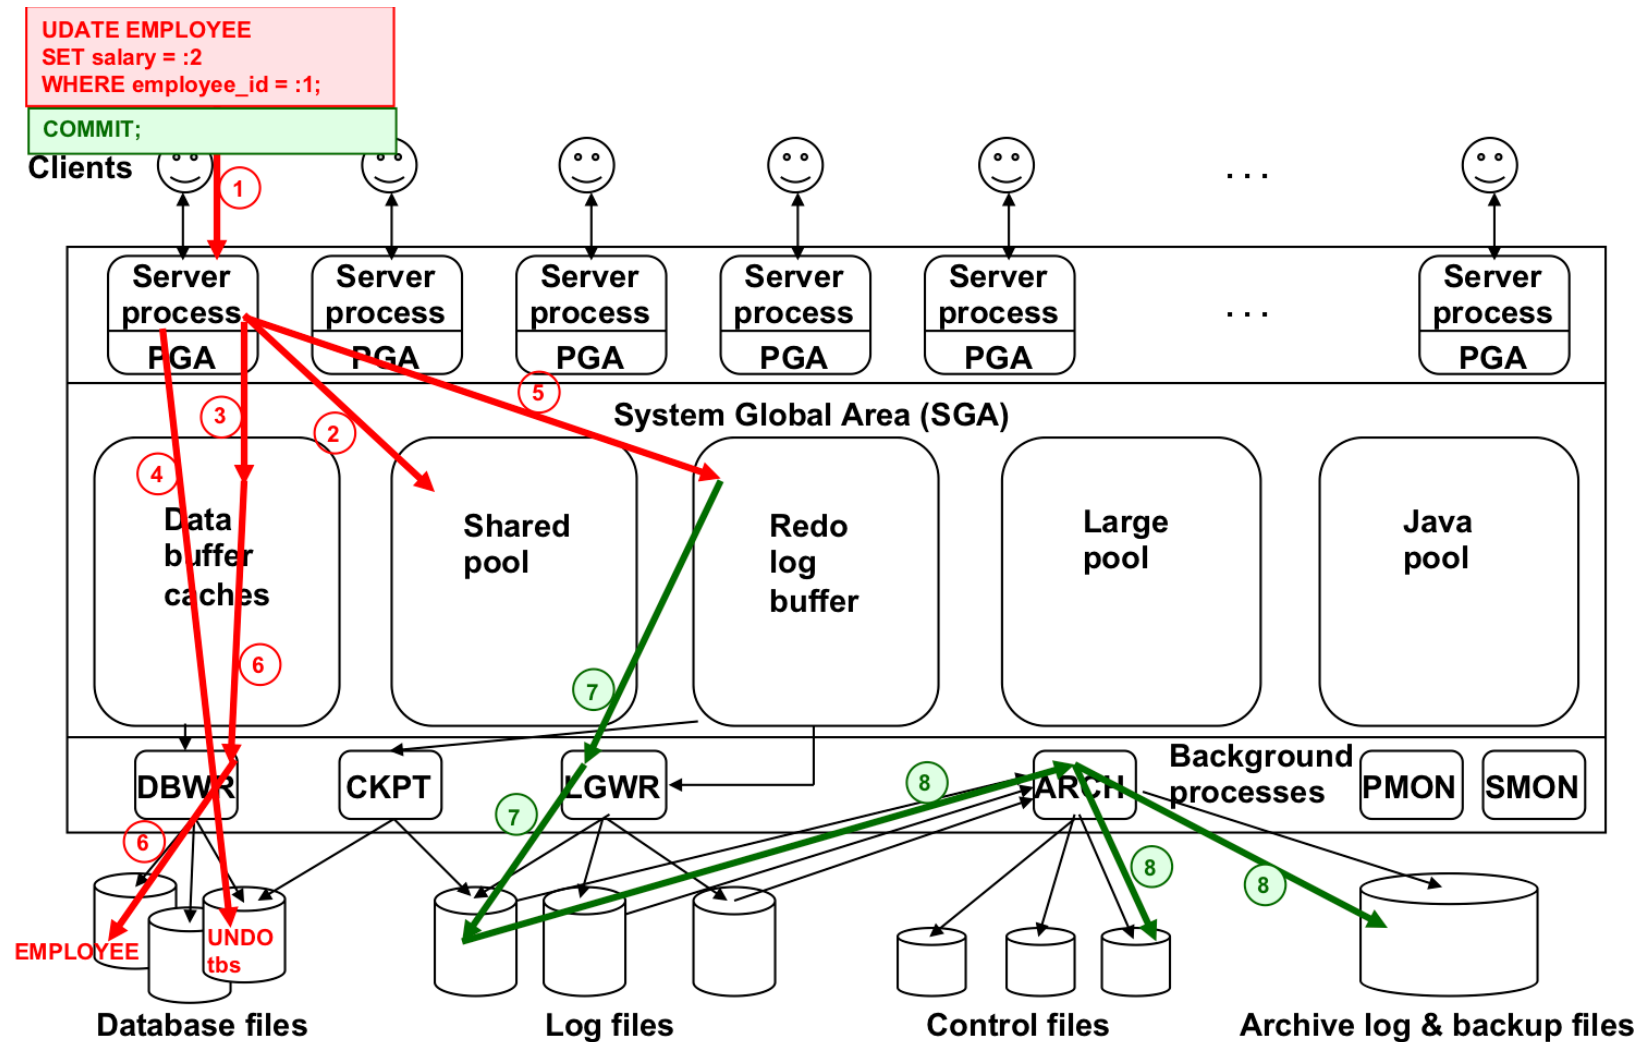 UDATE EMPLOYEE
SET salary = :2
WHERE employee_id = :1;
COMMIT;
Clients
1
. . .
Server
process
PGA
Server
process
PGA
Server
process
PGA
Server
process
PGA
Server
process
PGA
. . .
Server
process
PGA
5
3
2
4
System Global Area (SGA)
Data
buffer
caches
Shared
pool
Redo
log
buffer
Large
pool
Java
pool
6
7
DBWR
CKPT
LGWR
ARCH
Background
processes
PMON
SMON
8
7
6
8
8
EMPLOYEE
UNDO
tbs
Database files
Log files
Control files
Archive log & backup files